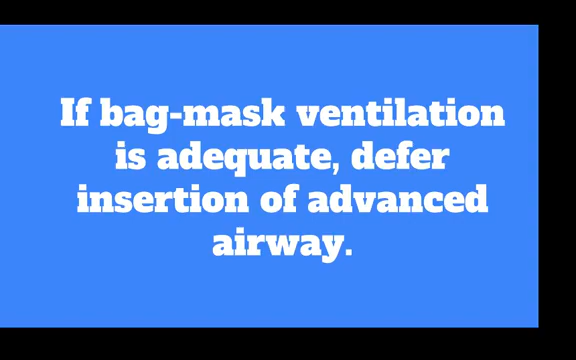 If bag-mask ventilation
is adequate, defer
insertion of advanced
airway.